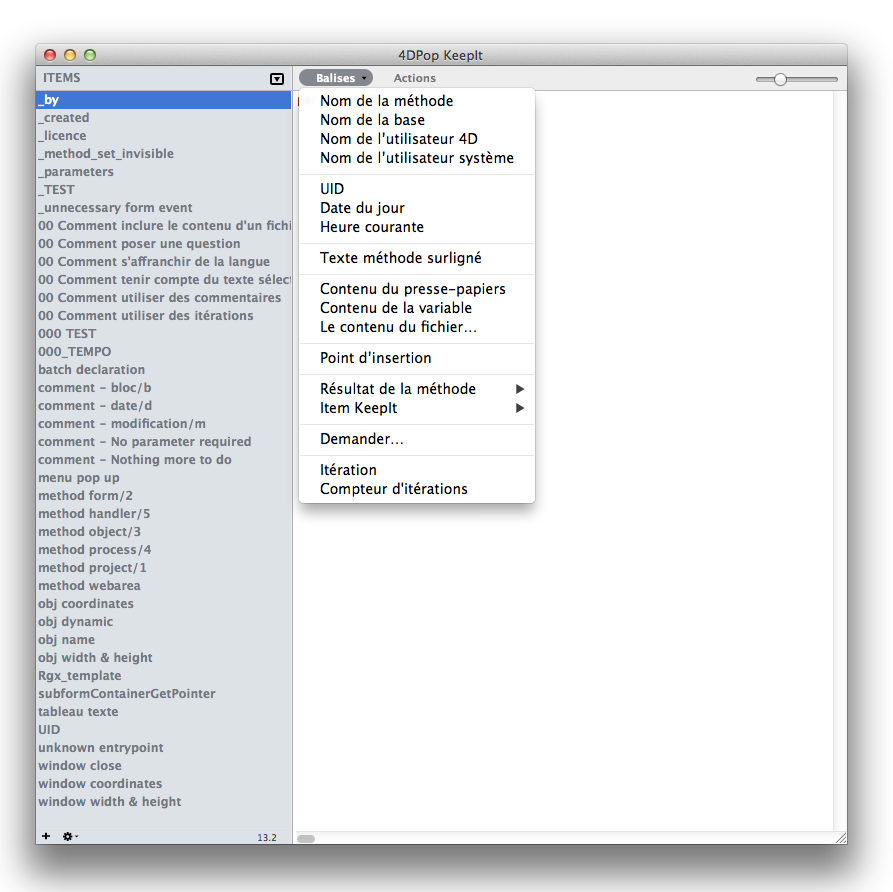 4DPop KeepIt
ITEMS
Balises
Actions
_by
_created
_licence
_method_set_invisible
_parameters
_TEST
_unnecessary form event
00 Comment inclure le contenu d'un fichi
00 Comment poser une question
00 Comment s'affranchir de la langue
00 Comment tenir compte du texte sélect
00 Comment utiliser des commentaires
00 Comment utiliser des itérations
000 TEST
000_TEMPO
batch declaration
comment - bloc/b
comment - date/d
comment - modification/m
comment - No parameter required
comment - Nothing more to do
menu pop up
method form/2
method handler/5
method object/3
method process/4
method project/1
method webarea
obj coordinates
obj dynamic
obj name
obj width & height
Rgx_template
subformContainerGetPointer
tableau texte
UID
unknown entrypoint
window close
window coordinates
window width & height
13.2
Nom de la méthode
Nom de la base
Nom de l'utilisateur 4D
Nom de l'utilisateur système
UID
Date du jour
Heure courante
Texte méthode surligné
Contenu du presse-papiers
Contenu de la variable
Le contenu du fichier...
Point d'insertion
Résultat de la méthode
Item KeepIt
Demander...
Itération
Compteur d'itérations